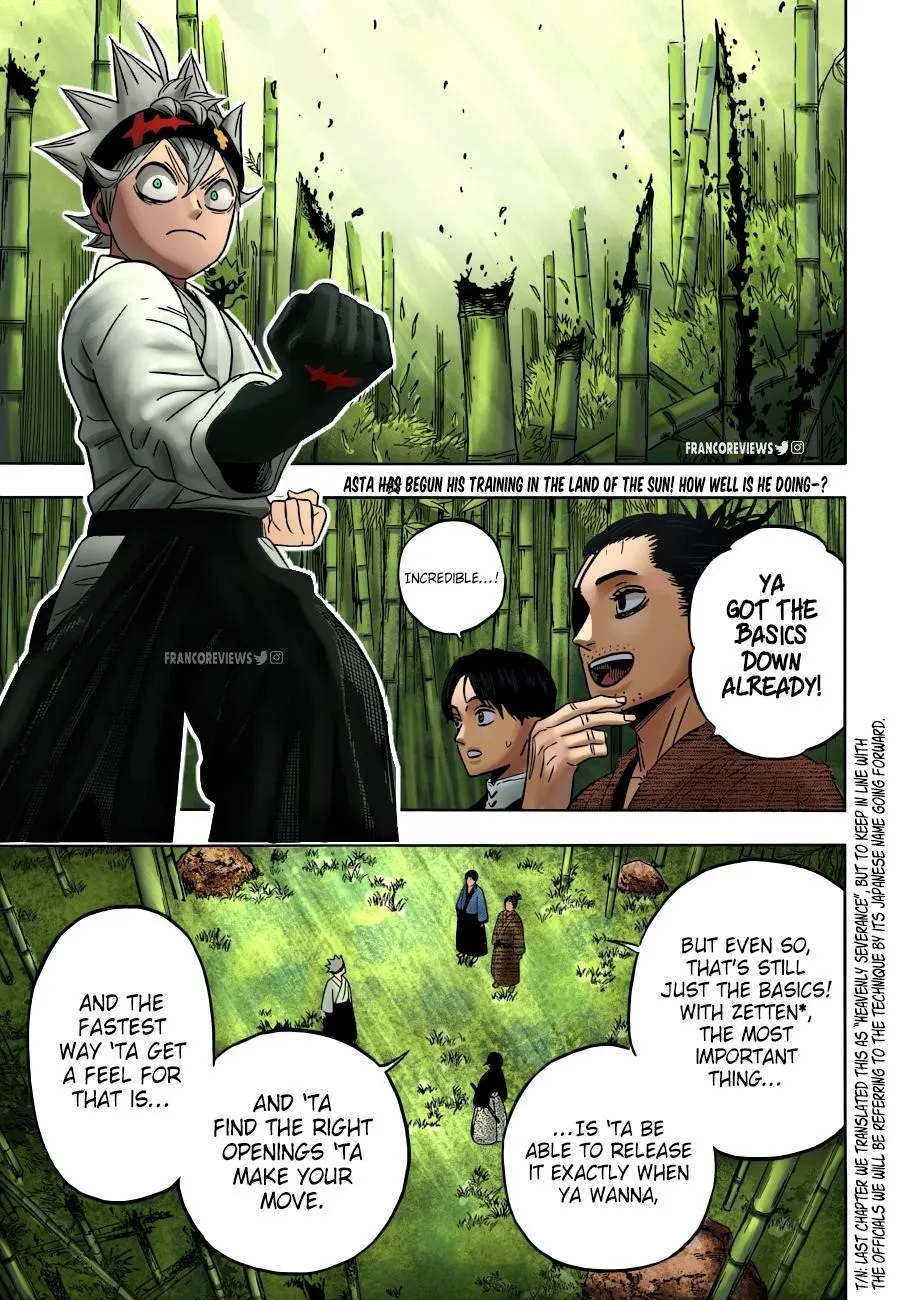 FRANCOREVIEWS
ASTA HAS BEGUN HIS TRAINING IN THE LAND OF THE SUN! HOW WELL IS HE DOING-?
YA
GOT THE
BASICS
DOWN
ALREADY!
INCREDIBLE...!
FRANCOREVIEWS
BUT EVEN SO,
THAT'S STILL
JUST THE BASICS!
WITH ZETTEN*,
THE MOST
IMPORTANT
THING...
...IS 'TA BE
ABLE TO RELEASE
IT EXACTLY WHEN
YA WANNA,
AND 'TA
FIND THE RIGHT
OPENINGS 'TA
MAKE YOUR
MOVE.
AND THE
FASTEST
WAY 'TA GET
A FEEL FOR
THAT IS...
T/N: LAST CHAPTER WE TRANSLATED THIS AS "HEAVENLY SEVERANCE", BUT TO KEEP IN LINE WITH
THE OFFICIALS WE WILL BE REFERRING TO THE TECHNIQUE BY ITS JAPANESE NAME GOING FORWARD.